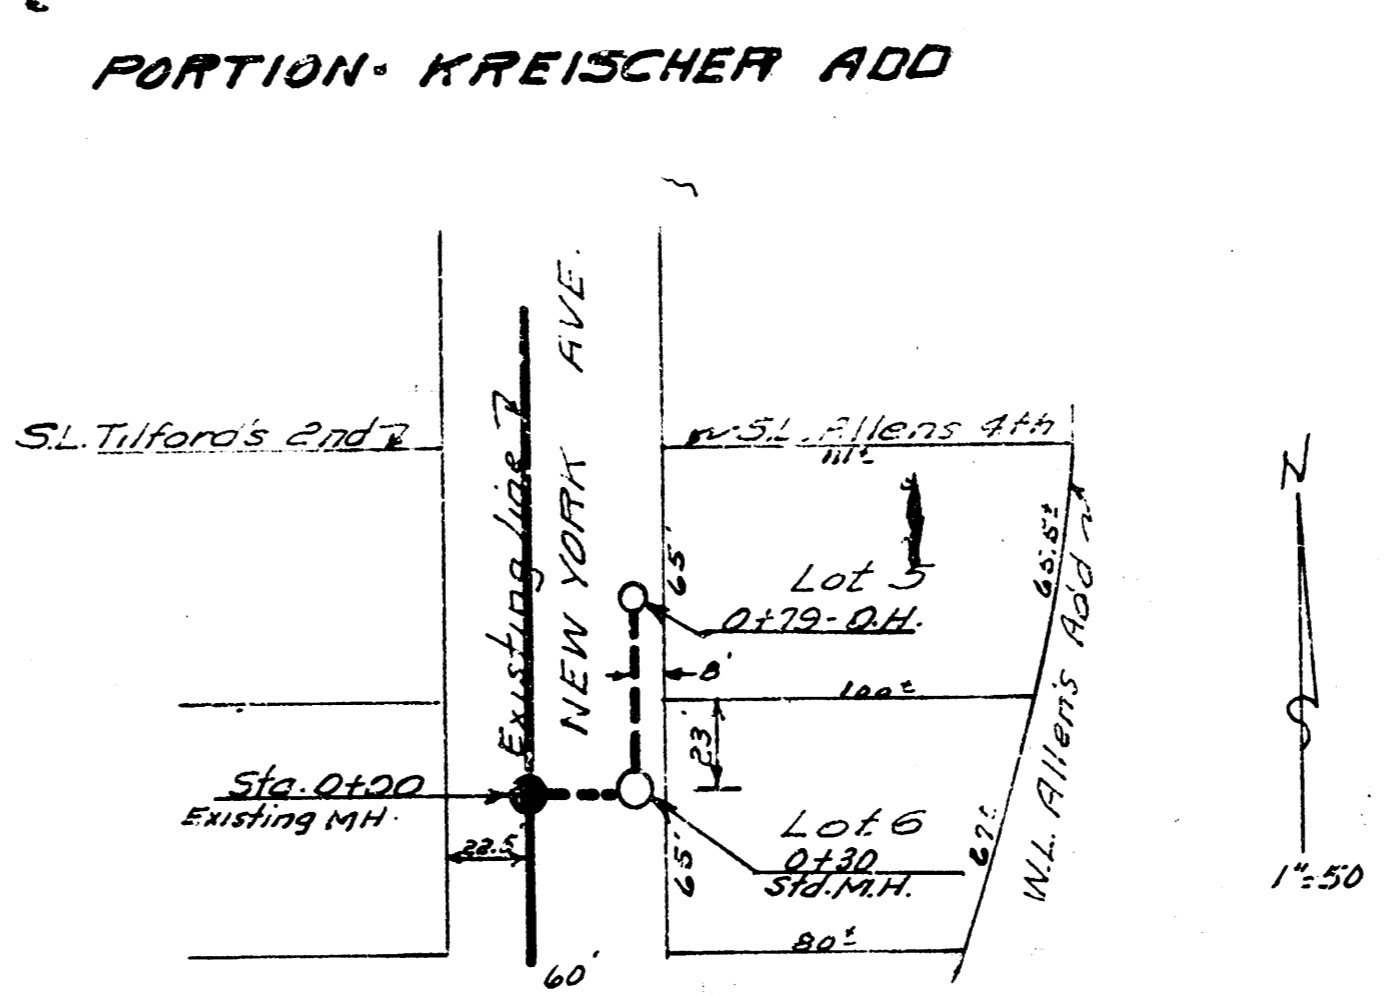 PORTION- KREISCHER ADD
NEW YORK AVE.
Existing line
S.L. Tilford's 2nd
S.L. Allens 4th
111±
N
65'
65.5±
Lot 5
0+79-D.H.
8'
100±
23'
W.L. Allen's Add
Sta. 0+00
Existing MH.
22.5'
Lot 6
0+30
Std. M.H.
65'
67±
80±
60'
1"=50